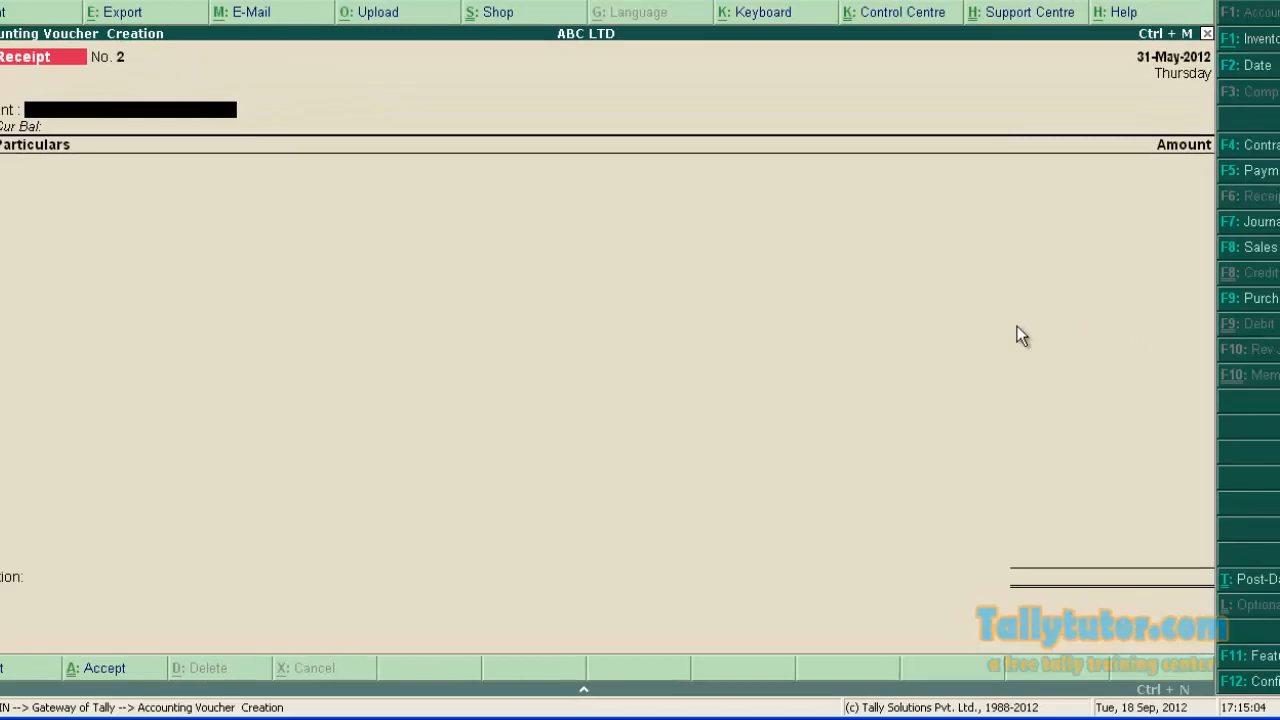 nt E: Export M: E-Mail O: Upload S: Shop G: Language K: Keyboard K: Control Centre H: Support Centre H: Help
unting Voucher Creation ABC LTD Ctrl + M
Receipt No. 2 31-May-2012
Thursday
nt :
Cur Bal:
Particulars Amount
tion:
t A: Accept D: Delete X: Cancel
Ctrl + N
IN --> Gateway of Tally --> Accounting Voucher Creation (c) Tally Solutions Pvt. Ltd., 1988-2012 Tue, 18 Sep, 2012 17:15:04
F1: Accou
F1: Invento
F2: Date
F3: Comp
F4: Contra
F5: Paym
F6: Receip
F7: Journa
F8: Sales
F8: Credit
F9: Purch
F9: Debit
F10: Rev J
F10: Mem
T: Post-Da
L: Optiona
F11: Featu
F12: Confi
Tallytutor.com
a free tally training center